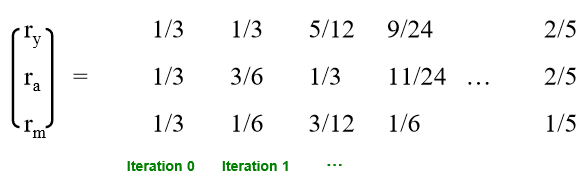 r_y 1/3 1/3 5/12 9/24 2/5
r_a = 1/3 3/6 1/3 11/24 … 2/5
r_m 1/3 1/6 3/12 1/6 1/5
Iteration 0 Iteration 1 …